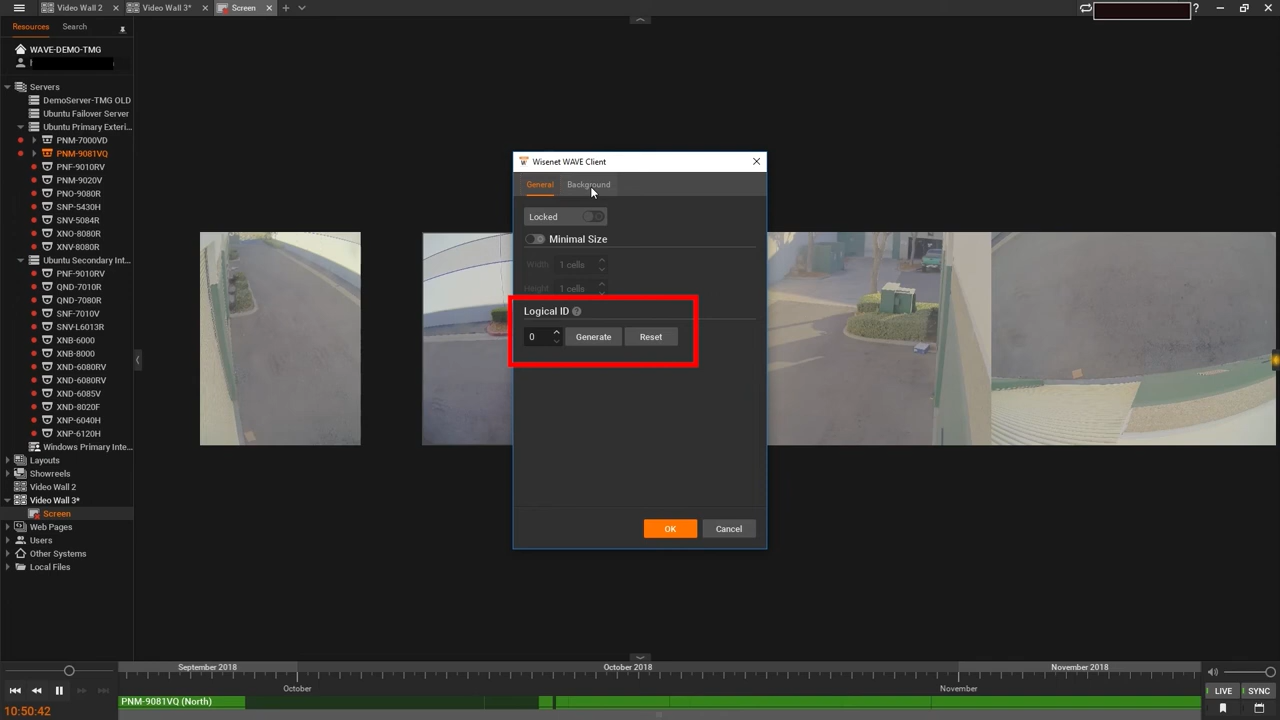 Video Wall 2
Video Wall 3*
Screen
?
Resources
Search
WAVE-DEMO-TMG
Servers
DemoServer-TMG OLD
Ubuntu Failover Server
Ubuntu Primary Exteri...
PNM-7000VD
PNM-9081VQ
PNF-9010RV
PNM-9020V
PNO-9080R
SNP-5430H
SNV-5084R
XNO-8080R
XNV-8080R
Ubuntu Secondary Int...
PNF-9010RV
QND-7010R
QND-7080R
SNF-7010V
SNV-L6013R
XNB-6000
XNB-8000
XND-6080RV
XND-6080RV
XND-6085V
XND-8020F
XNP-6040H
XNP-6120H
Windows Primary Inte...
Layouts
Showreels
Video Wall 2
Video Wall 3*
Screen
Web Pages
Users
Other Systems
Local Files
Wisenet WAVE Client
General
Background
Locked
Minimal Size
Width
1 cells
Height
1 cells
Logical ID ?
0
Generate
Reset
OK
Cancel
September 2018
October 2018
November 2018
October
November
PNM-9081VQ (North)
10:50:42
LIVE
SYNC